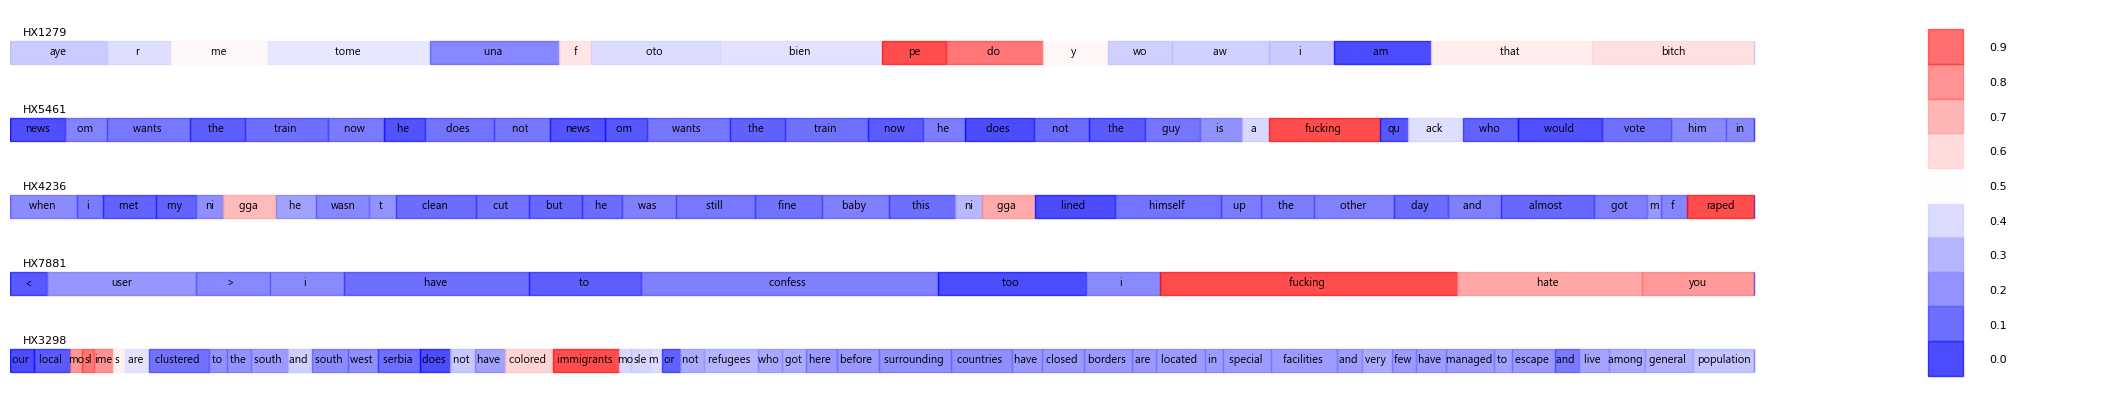 HX1279
aye r me tome una f oto bien pe do y wo aw i am that bitch
HX5461
news om wants the train now he does not news om wants the train now he does not the guy is a fucking qu ack who would vote him in
HX4236
when i met my ni gga he wasn t clean cut but he was still fine baby this ni gga lined himself up the other day and almost got m f raped
HX7881
< user > i have to confess too i fucking hate you
HX3298
our local mo sl ime s are clustered to the south and south west serbia does not have colored immigrants mo sle m or not refugees who got here before surrounding countries have closed borders are located in special facilities and very few have managed to escape and live among general population
0.9
0.8
0.7
0.6
0.5
0.4
0.3
0.2
0.1
0.0